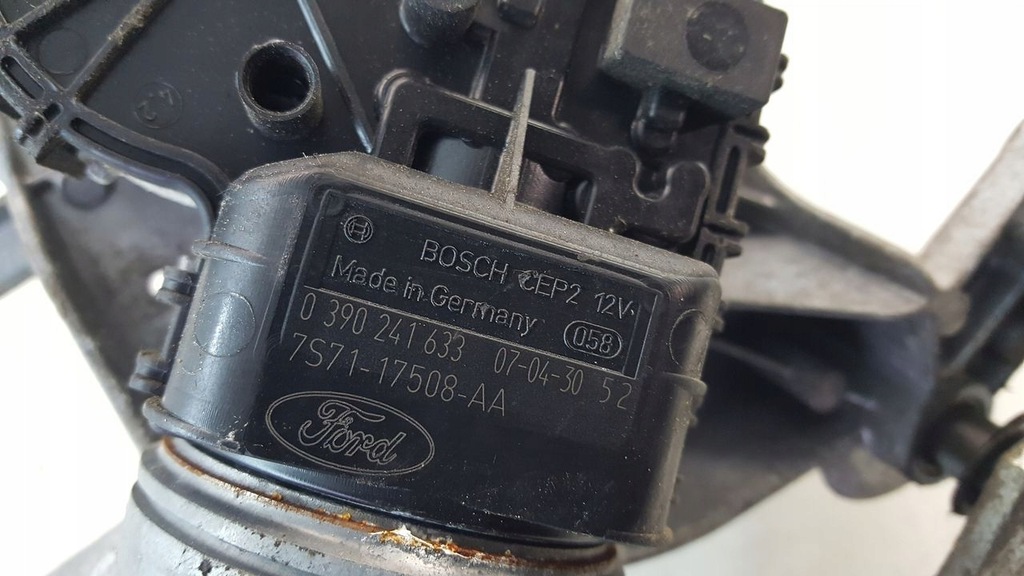 BOSCH CEP2 12V
Made in Germany 058
0 390 241 633 07-04-30 52
7S71-17508-AA
Ford